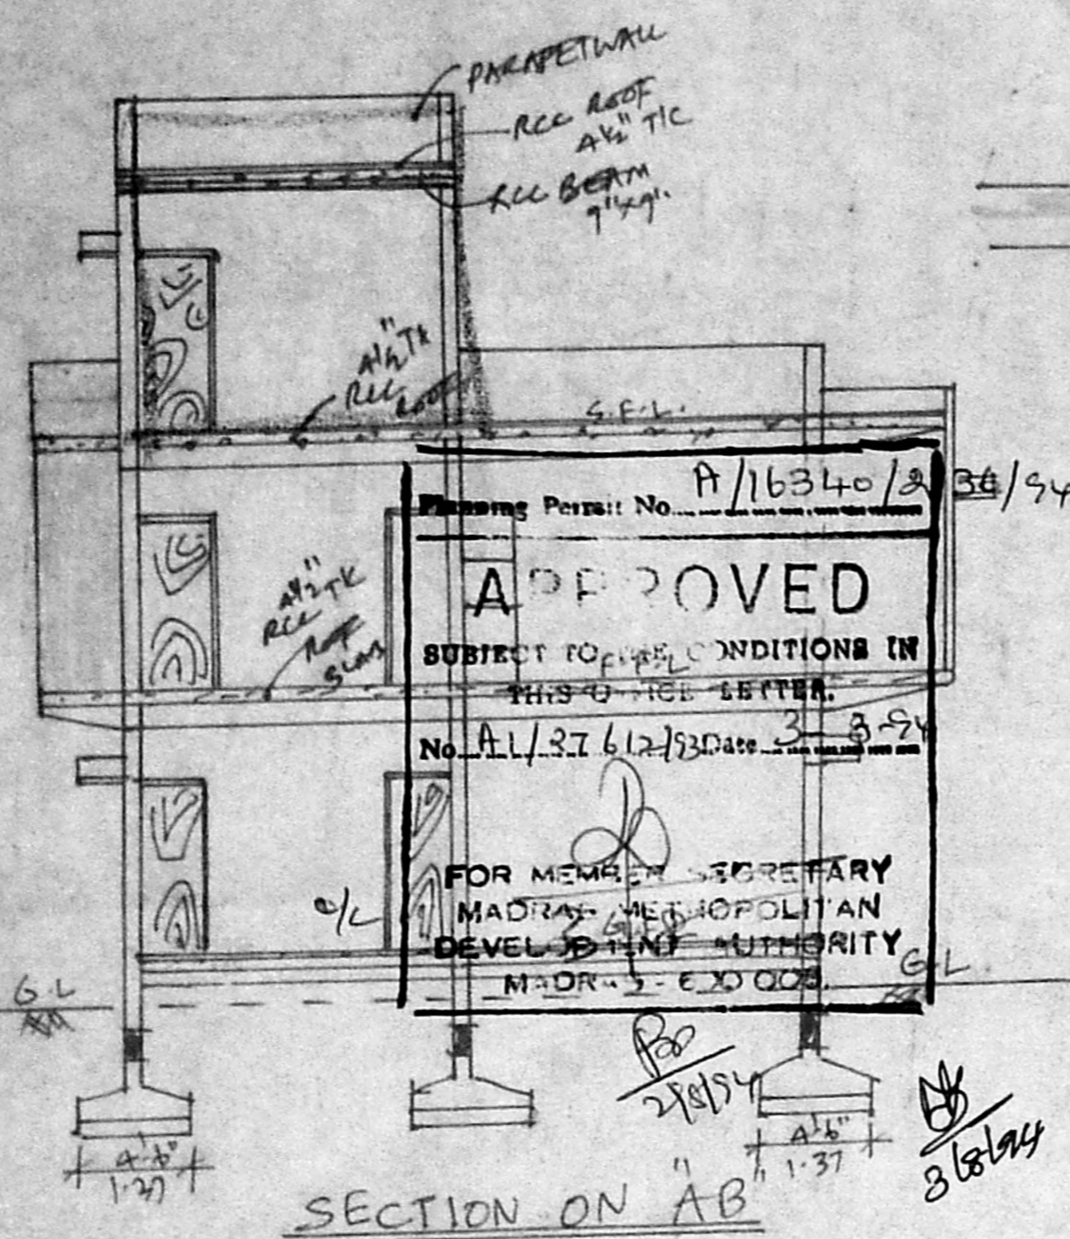 PARAPETWALL
RCC ROOF
4½" T/C
RCC BEAM
9"x9".
4½" TK
RCC
ROOF
S.F.L.
Planning Permit No. A/16340/2 36/94
APPROVED
SUBJECT TO THE CONDITIONS IN
THIS OFFICE LETTER.
No. A1/37612/93 Date 3-8-94
4½"
RCC TK
ROOF
SLAB
F.F.L
O/L
FOR MEMBER SECRETARY
MADRAS METROPOLITAN
DEVELOPMENT AUTHORITY
MADRAS - 600 008.
G.L
G.L
2/8/94
3/8/94
4'6"
1.37
4'6"
1.37
SECTION ON "AB"